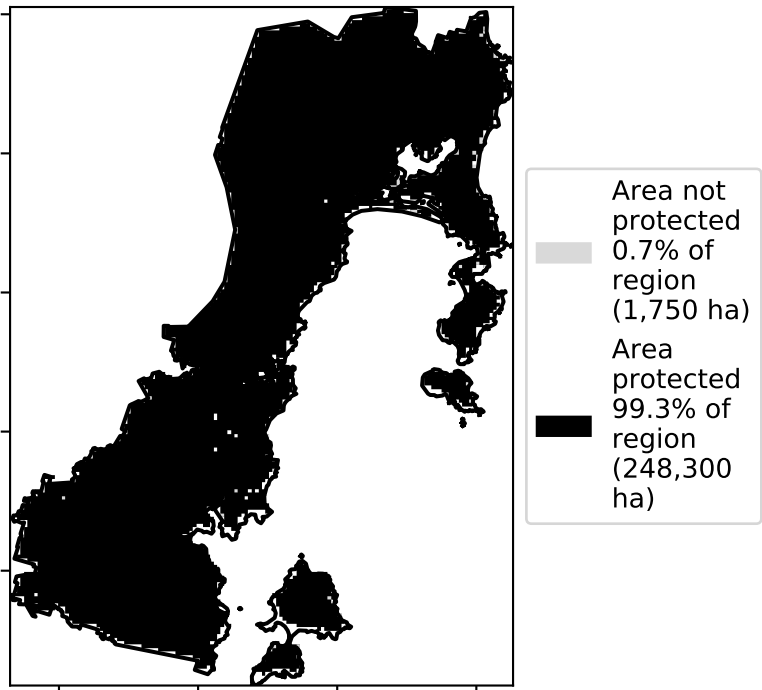 Area not
protected
0.7% of
region
(1,750 ha)
Area
protected
99.3% of
region
(248,300
ha)